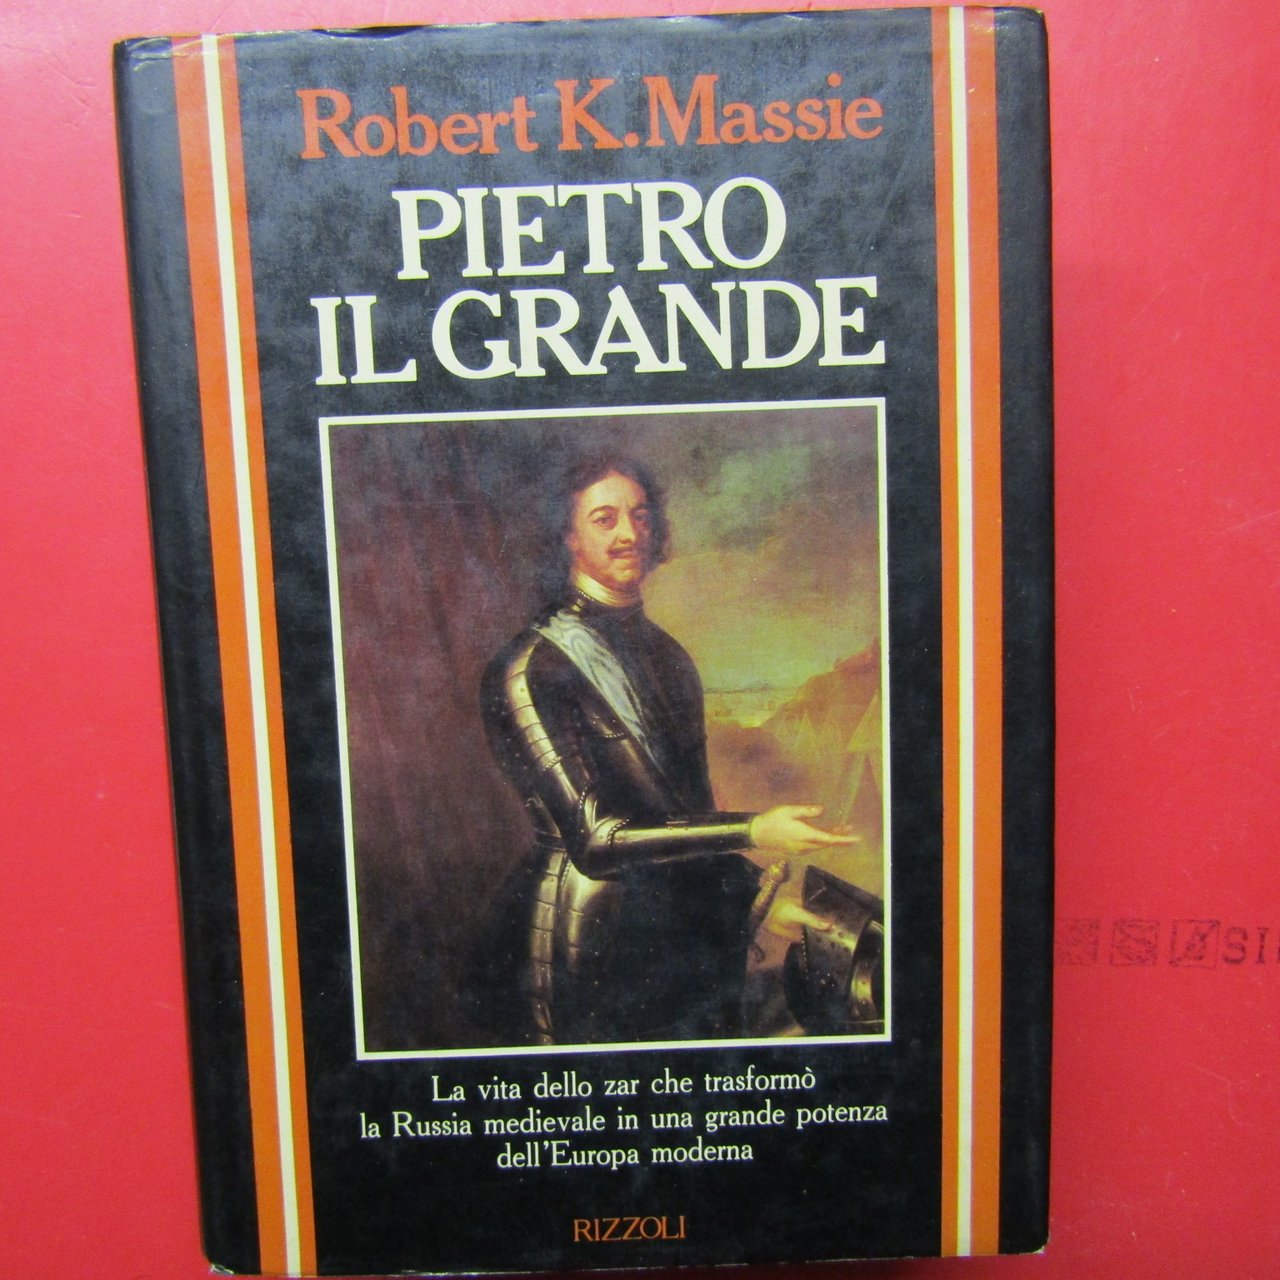 Robert K. Massie
PIETRO
IL GRANDE
La vita dello zar che trasformò
la Russia medievale in una grande potenza
dell'Europa moderna
RIZZOLI